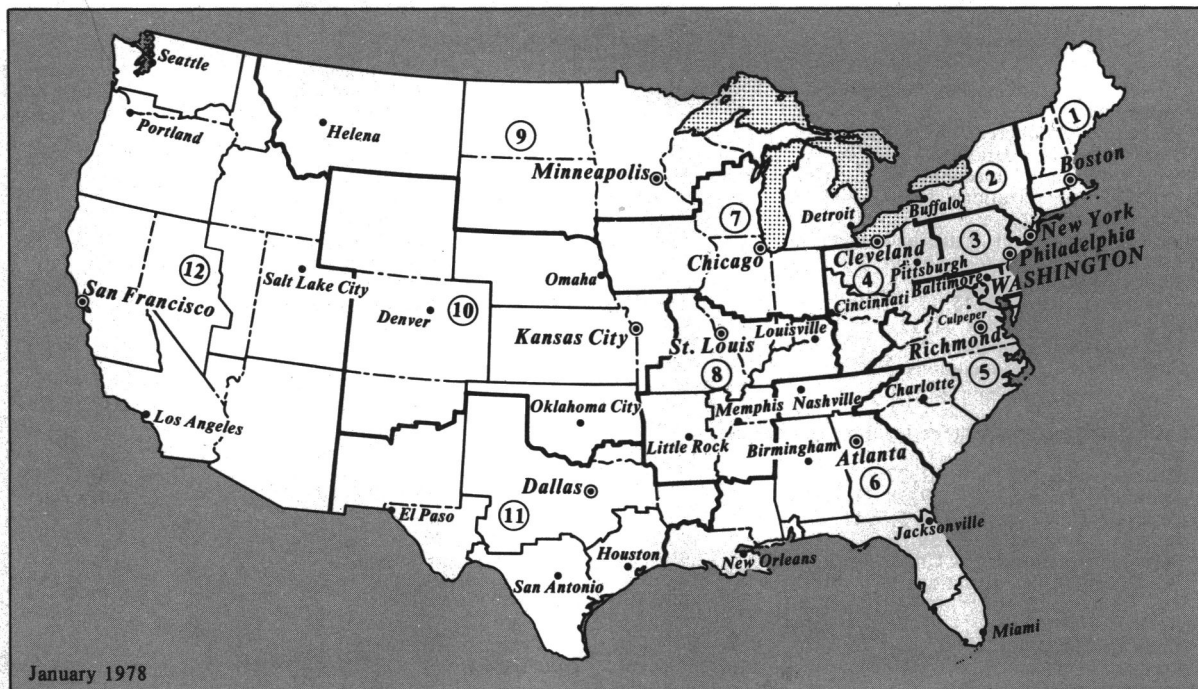 Seattle
Portland
Helena
9
Minneapolis
1
Boston
2
Buffalo
New York
3
Philadelphia
WASHINGTON
Detroit
7
Chicago
Cleveland
4
Pittsburgh
Baltimore
Cincinnati
12
San Francisco
Salt Lake City
Omaha
Denver
10
Kansas City
St. Louis
8
Louisville
Culpeper
Richmond
5
Charlotte
Los Angeles
Oklahoma City
Memphis
Nashville
Little Rock
Birmingham
Atlanta
6
Dallas
11
El Paso
Houston
San Antonio
New Orleans
Jacksonville
Miami
January 1978